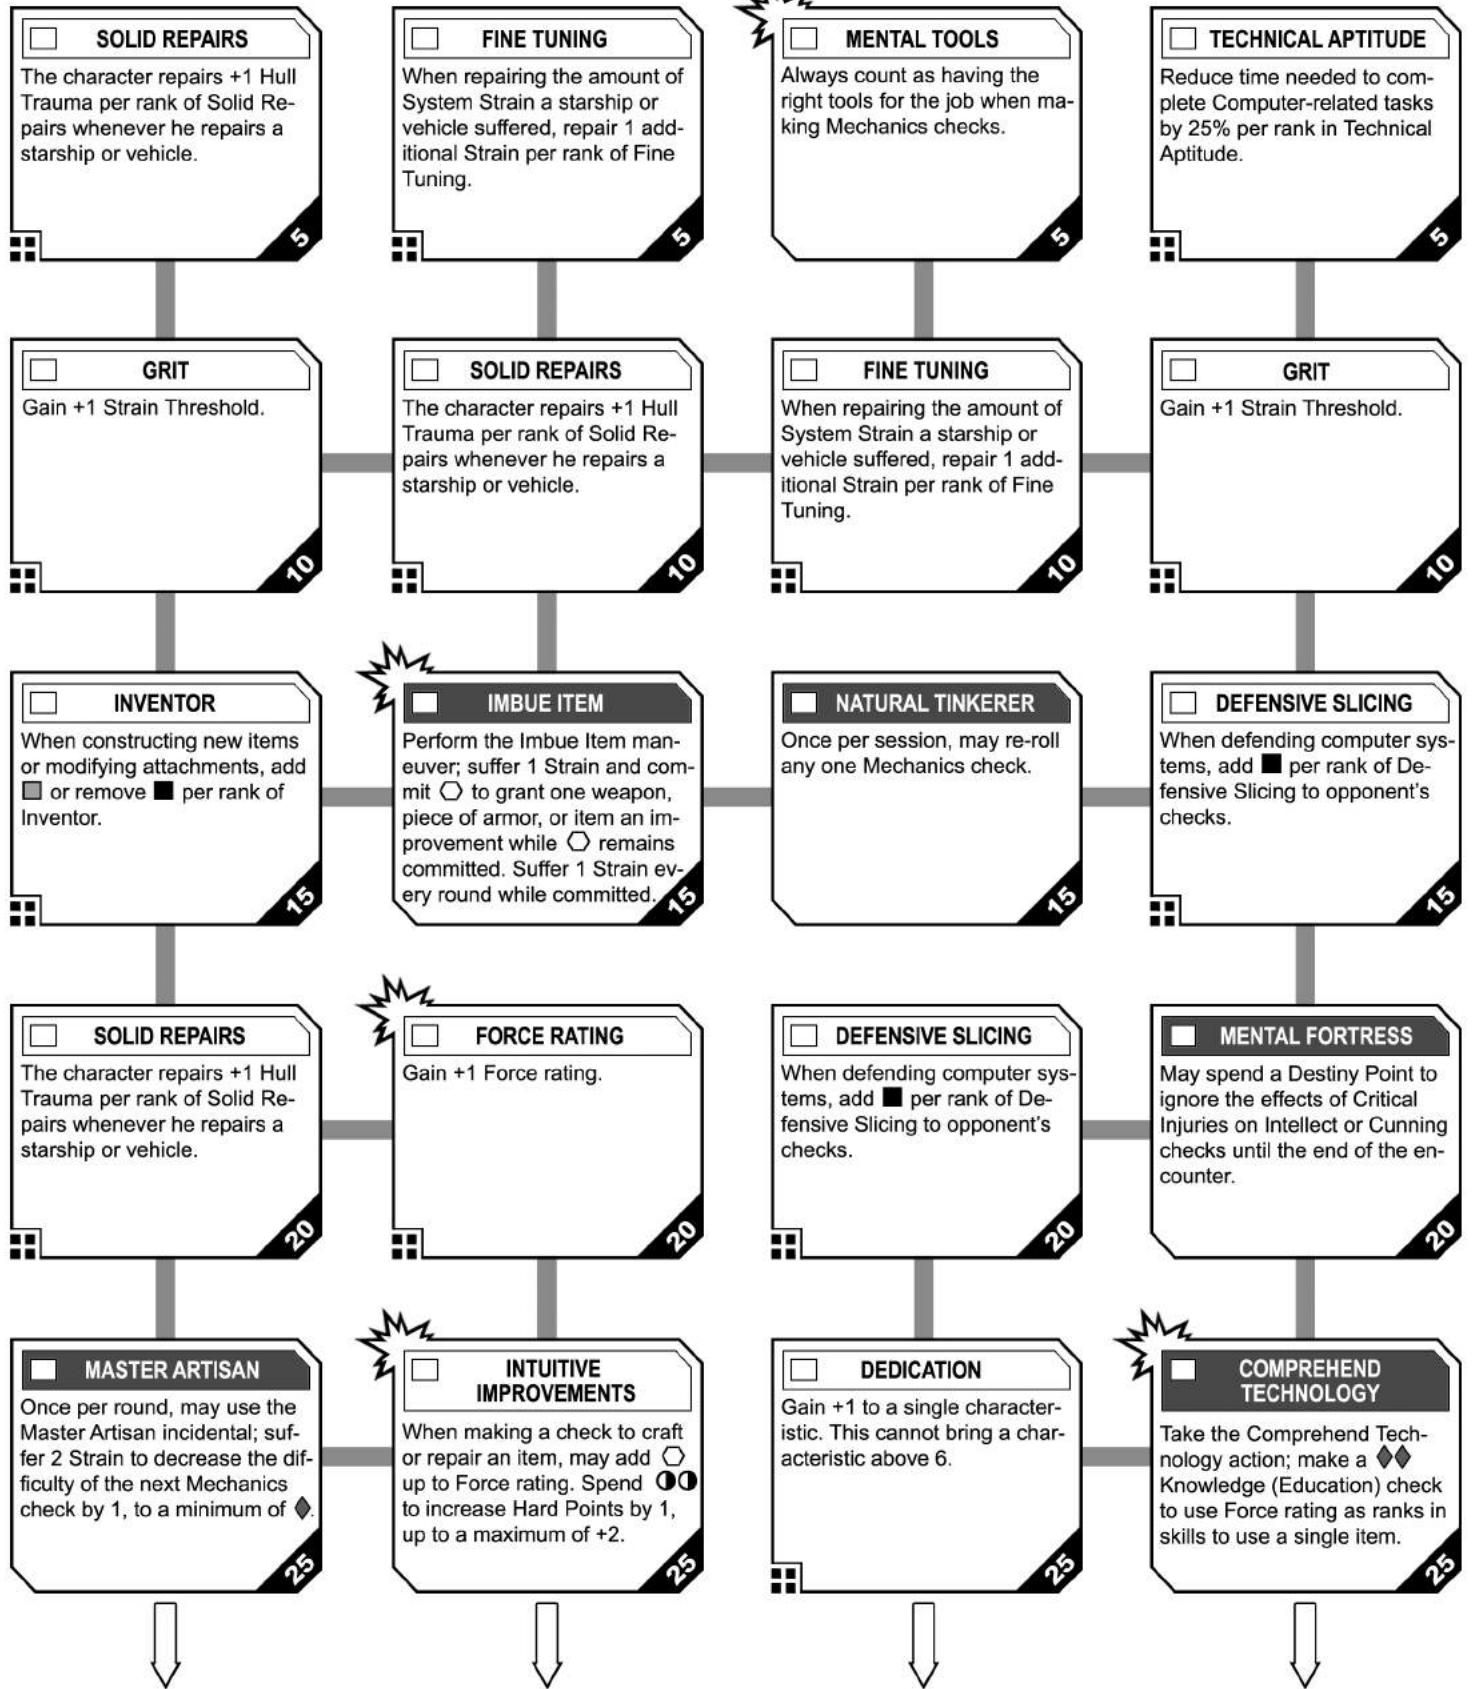 SOLID REPAIRS
The character repairs +1 Hull
Trauma per rank of Solid Re-
pairs whenever he repairs a
starship or vehicle.
5
FINE TUNING
When repairing the amount of
System Strain a starship or
vehicle suffered, repair 1 add-
itional Strain per rank of Fine
Tuning.
5
MENTAL TOOLS
Always count as having the
right tools for the job when ma-
king Mechanics checks.
5
TECHNICAL APTITUDE
Reduce time needed to com-
plete Computer-related tasks
by 25% per rank in Technical
Aptitude.
5
GRIT
Gain +1 Strain Threshold.
10
SOLID REPAIRS
The character repairs +1 Hull
Trauma per rank of Solid Re-
pairs whenever he repairs a
starship or vehicle.
10
FINE TUNING
When repairing the amount of
System Strain a starship or
vehicle suffered, repair 1 add-
itional Strain per rank of Fine
Tuning.
10
GRIT
Gain +1 Strain Threshold.
10
INVENTOR
When constructing new items
or modifying attachments, add
or remove per rank of
Inventor.
15
IMBUE ITEM
Perform the Imbue Item man-
euver; suffer 1 Strain and com-
mit to grant one weapon,
piece of armor, or item an im-
provement while remains
committed. Suffer 1 Strain ev-
ery round while committed.
15
NATURAL TINKERER
Once per session, may re-roll
any one Mechanics check.
15
DEFENSIVE SLICING
When defending computer sys-
tems, add per rank of De-
fensive Slicing to opponent's
checks.
15
SOLID REPAIRS
The character repairs +1 Hull
Trauma per rank of Solid Re-
pairs whenever he repairs a
starship or vehicle.
20
FORCE RATING
Gain +1 Force rating.
20
DEFENSIVE SLICING
When defending computer sys-
tems, add per rank of De-
fensive Slicing to opponent's
checks.
20
MENTAL FORTRESS
May spend a Destiny Point to
ignore the effects of Critical
Injuries on Intellect or Cunning
checks until the end of the en-
counter.
20
MASTER ARTISAN
Once per round, may use the
Master Artisan incidental; suf-
fer 2 Strain to decrease the dif-
ficulty of the next Mechanics
check by 1, to a minimum of .
25
INTUITIVE
IMPROVEMENTS
When making a check to craft
or repair an item, may add
up to Force rating. Spend
to increase Hard Points by 1,
up to a maximum of +2.
25
DEDICATION
Gain +1 to a single character-
istic. This cannot bring a char-
acteristic above 6.
25
COMPREHEND
TECHNOLOGY
Take the Comprehend Tech-
nology action; make a
Knowledge (Education) check
to use Force rating as ranks in
skills to use a single item.
25